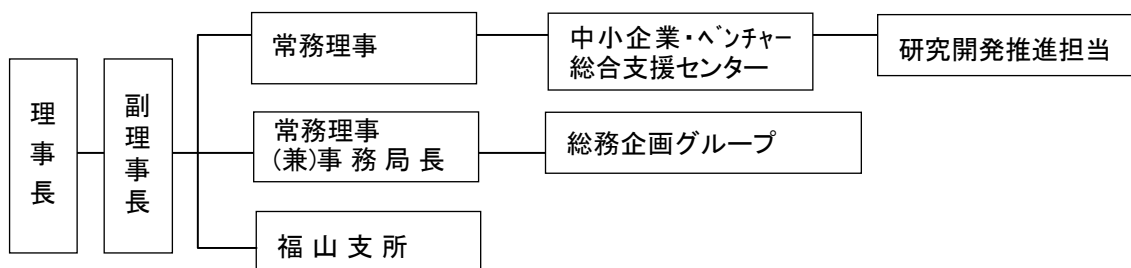 理事長
副理事長
常務理事
中小企業・ベンチャー
総合支援センター
研究開発推進担当
常務理事
(兼)事 務 局 長
総務企画グループ
福 山 支 所